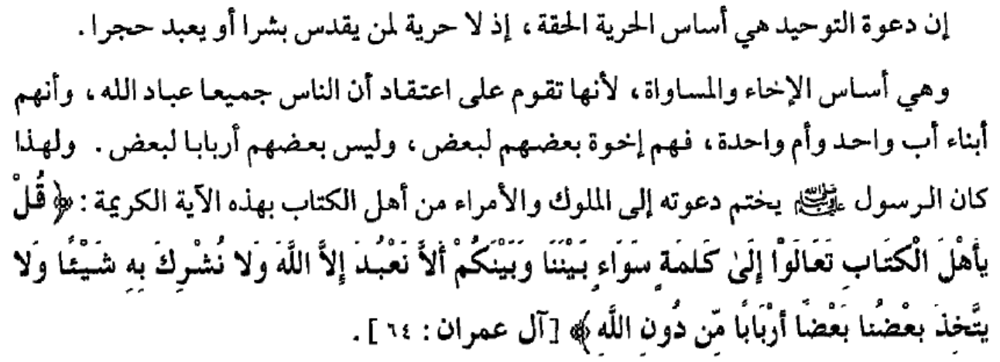 إن دعوة التوحيد هي أساس الحرية الحقة ، إذ لا حرية لمن يقدس بشرا أو يعبد حجرا .
وهي أساس الإخاء والمساواة ، لأنها تقوم على اعتقاد أن الناس جميعا عباد الله ، وأنهم
أبناء أب واحد وأم واحدة ، فهم إخوة بعضهم لبعض ، وليس بعضهم أربابا لبعض . ولهذا
كان الرسول ﷺ يختم دعوته إلى الملوك والأمراء من أهل الكتاب بهذه الآية الكريمة : ﴿ قُلْ
يأَهْلَ الْكِتَابِ تَعَالَوْا إِلَىٰ كَلِمَةٍ سَوَاءٍ بَيْنَنَا وَبَيْنَكُمْ أَلاَّ نَعْبُدَ إِلاَّ اللَّهَ وَلا نُشْرِكَ بِهِ شَيْئًا وَلا
يَتَّخِذَ بَعْضُنَا بَعْضًا أَرْبَابًا مِّن دُونِ اللَّهِ ﴾ [آل عمران : ٦٤] .